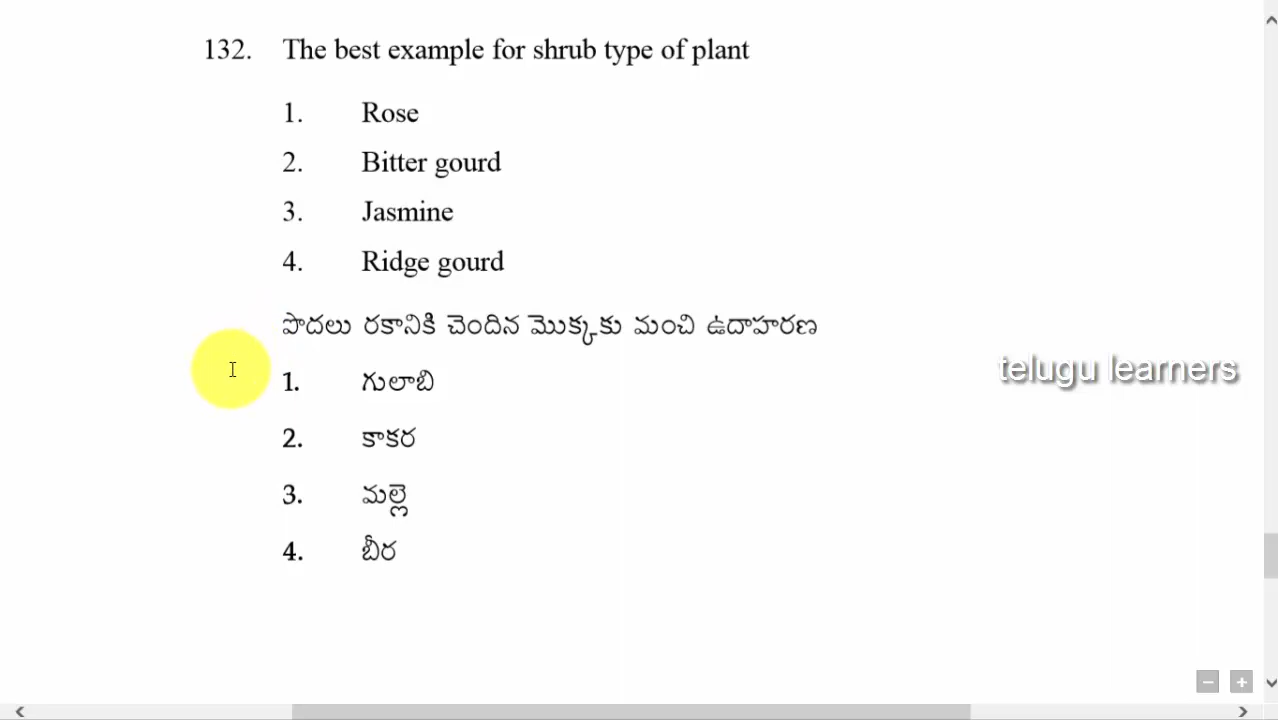 132. The best example for shrub type of plant
1. Rose
2. Bitter gourd
3. Jasmine
4. Ridge gourd
పొదలు రకానికి చెందిన మొక్కకు మంచి ఉదాహరణ
telugu learners
1. గులాబి
2. కాకర
3. మల్లె
4. బీర